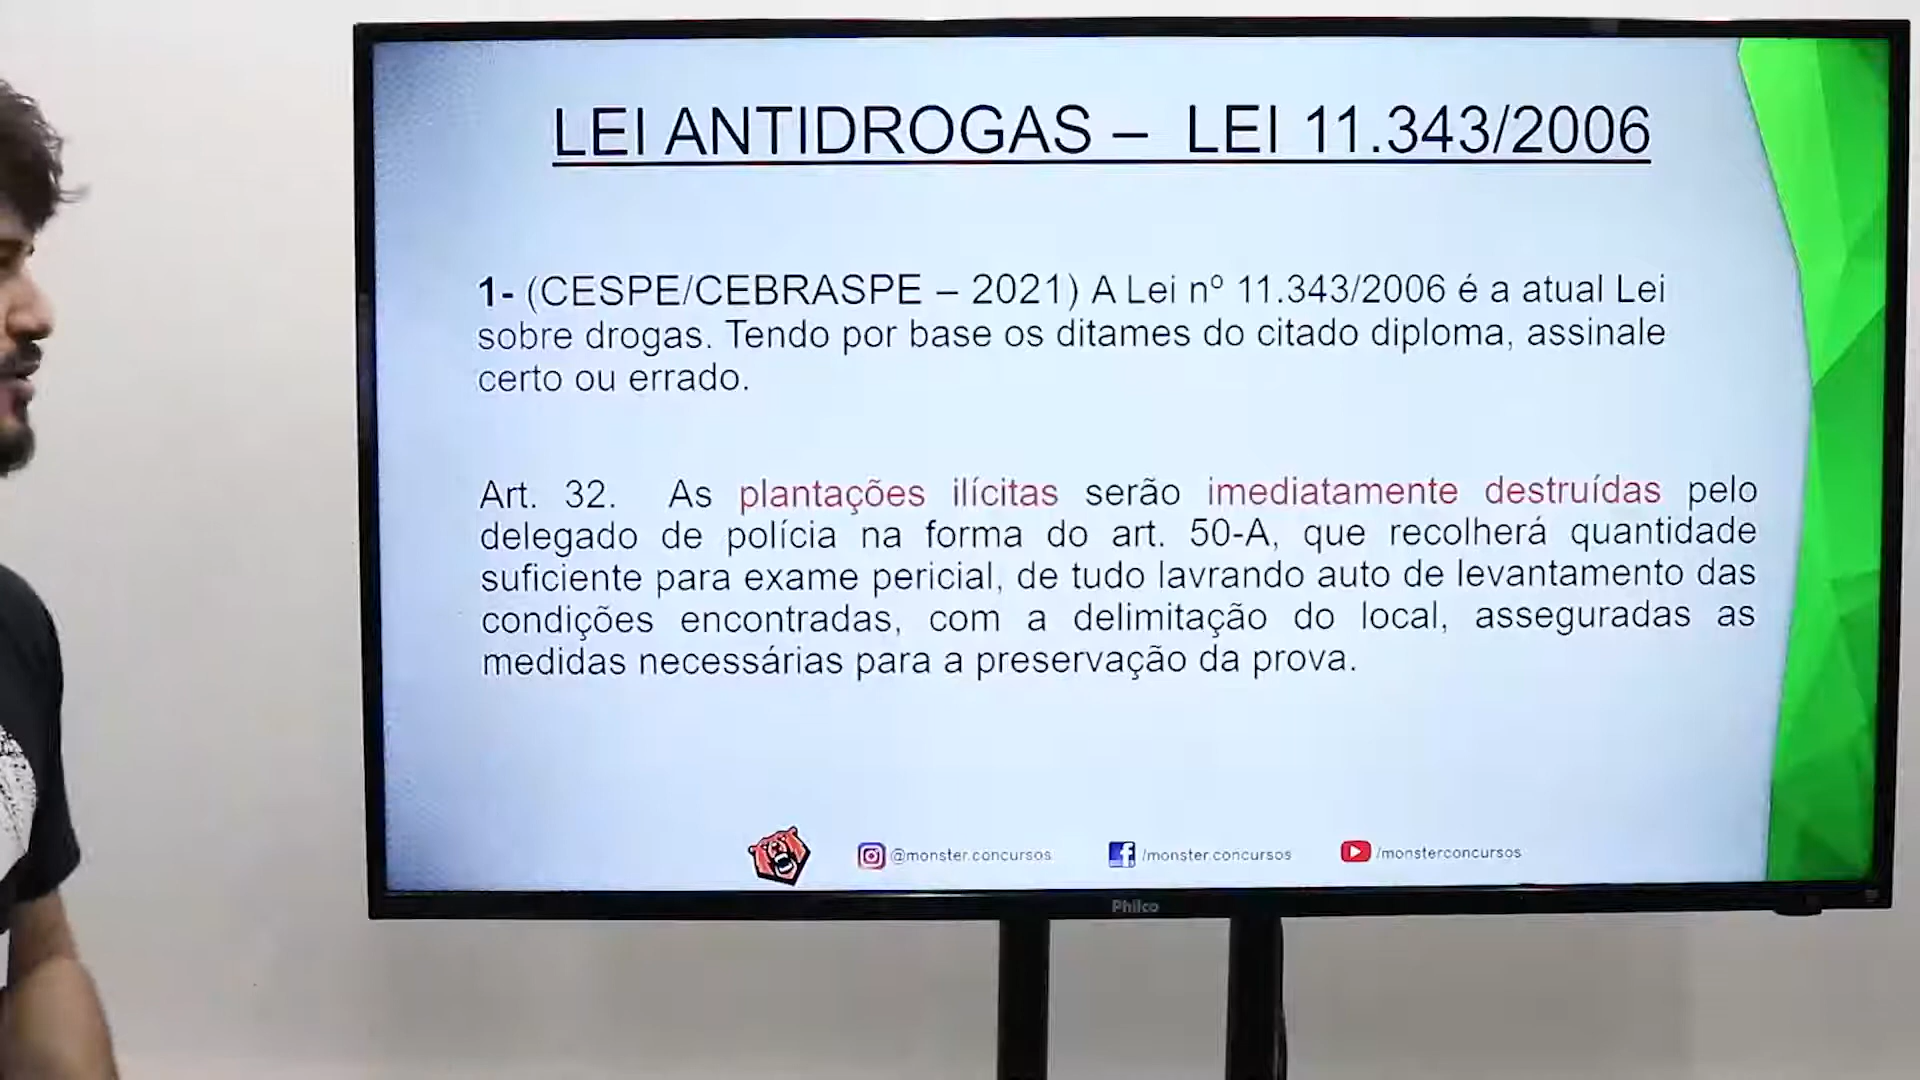 LEI ANTIDROGAS – LEI 11.343/2006
1- (CESPE/CEBRASPE – 2021) A Lei nº 11.343/2006 é a atual Lei
sobre drogas. Tendo por base os ditames do citado diploma, assinale
certo ou errado.
Art. 32. As plantações ilícitas serão imediatamente destruídas pelo
delegado de polícia na forma do art. 50-A, que recolherá quantidade
suficiente para exame pericial, de tudo lavrando auto de levantamento das
condições encontradas, com a delimitação do local, asseguradas as
medidas necessárias para a preservação da prova.
@monster.concursos /monster.concursos /monsterconcursos
Philco